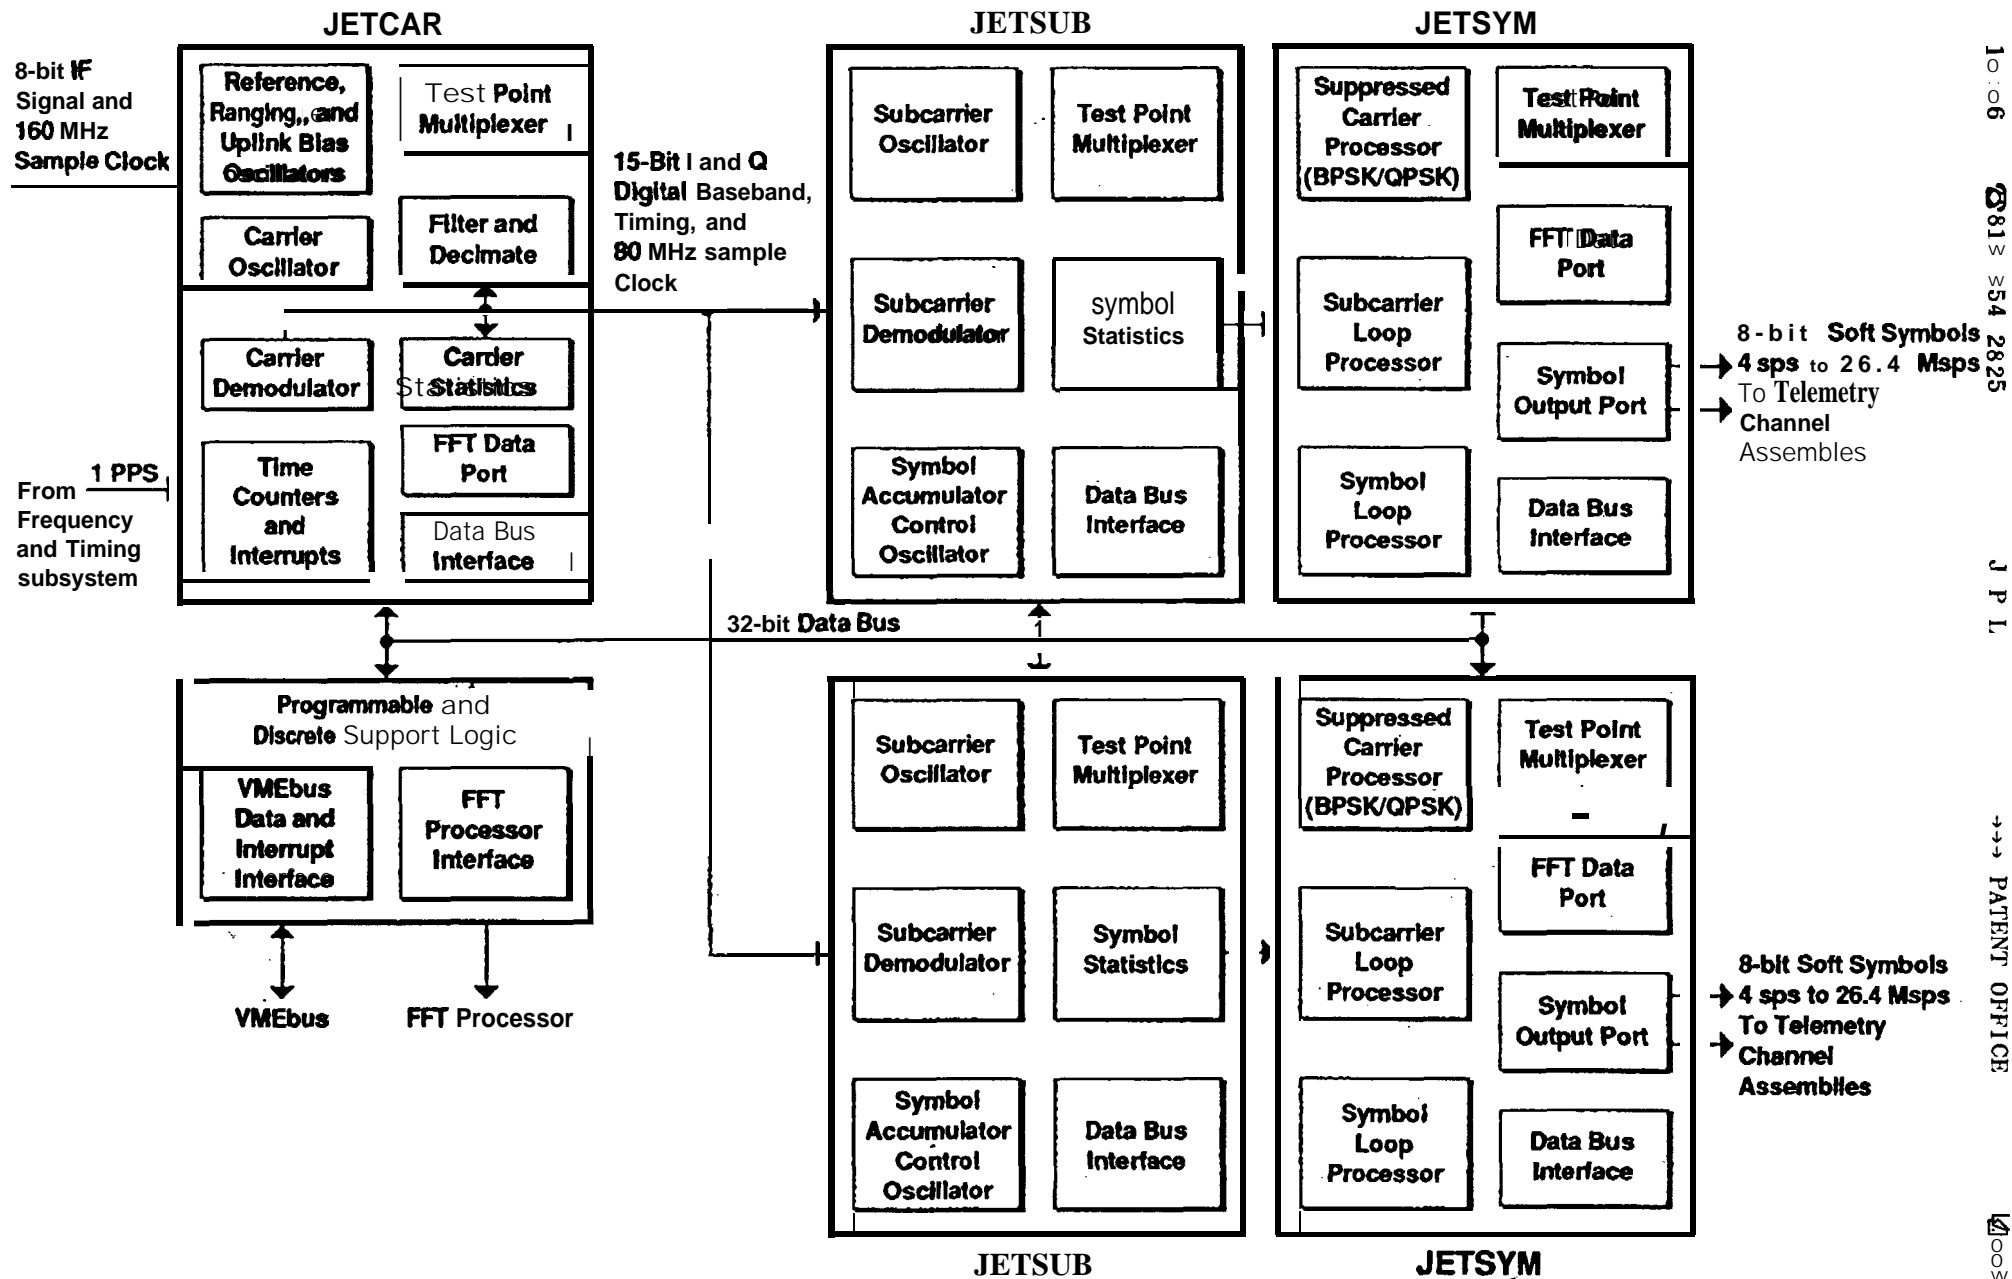 JETCAR
8-bit IF
Signal and
160 MHz
Sample Clock
Reference,
Ranging, and
Uplink Bias
Oscillators
Test Point
Multiplexer
Carrier
Oscillator
Filter and
Decimate
Carrier
Demodulator
Carrier
Statistics
Time
Counters
and
Interrupts
FFT Data
Port
Data Bus
Interface
1 PPS
From
Frequency
and Timing
subsystem
15-Bit I and Q
Digital Baseband,
Timing, and
80 MHz sample
Clock
JETSUB
Subcarrier
Oscillator
Test Point
Multiplexer
Subcarrier
Demodulator
symbol
Statistics
Symbol
Accumulator
Control
Oscillator
Data Bus
Interface
JETSYM
Suppressed
Carrier
Processor
(BPSK/QPSK)
Test Point
Multiplexer
FFT Data
Port
Subcarrier
Loop
Processor
Symbol
Output Port
Symbol
Loop
Processor
Data Bus
Interface
8-bit Soft Symbols
4 sps to 26.4 Msps
To Telemetry
Channel
Assembles
32-bit Data Bus
Programmable and
Discrete Support Logic
VMEbus
Data and
Interrupt
Interface
FFT
Processor
Interface
VMEbus
FFT Processor
Subcarrier
Oscillator
Test Point
Multiplexer
Subcarrier
Demodulator
Symbol
Statistics
Symbol
Accumulator
Control
Oscillator
Data Bus
Interface
JETSUB
Suppressed
Carrier
Processor
(BPSK/QPSK)
Test Point
Multiplexer
FFT Data
Port
Subcarrier
Loop
Processor
Symbol
Output Port
Symbol
Loop
Processor
Data Bus
Interface
JETSYM
8-bit Soft Symbols
4 sps to 26.4 Msps
To Telemetry
Channel
Assemblies
10:06
54 2825
JPL
→→→ PATENT OFFICE